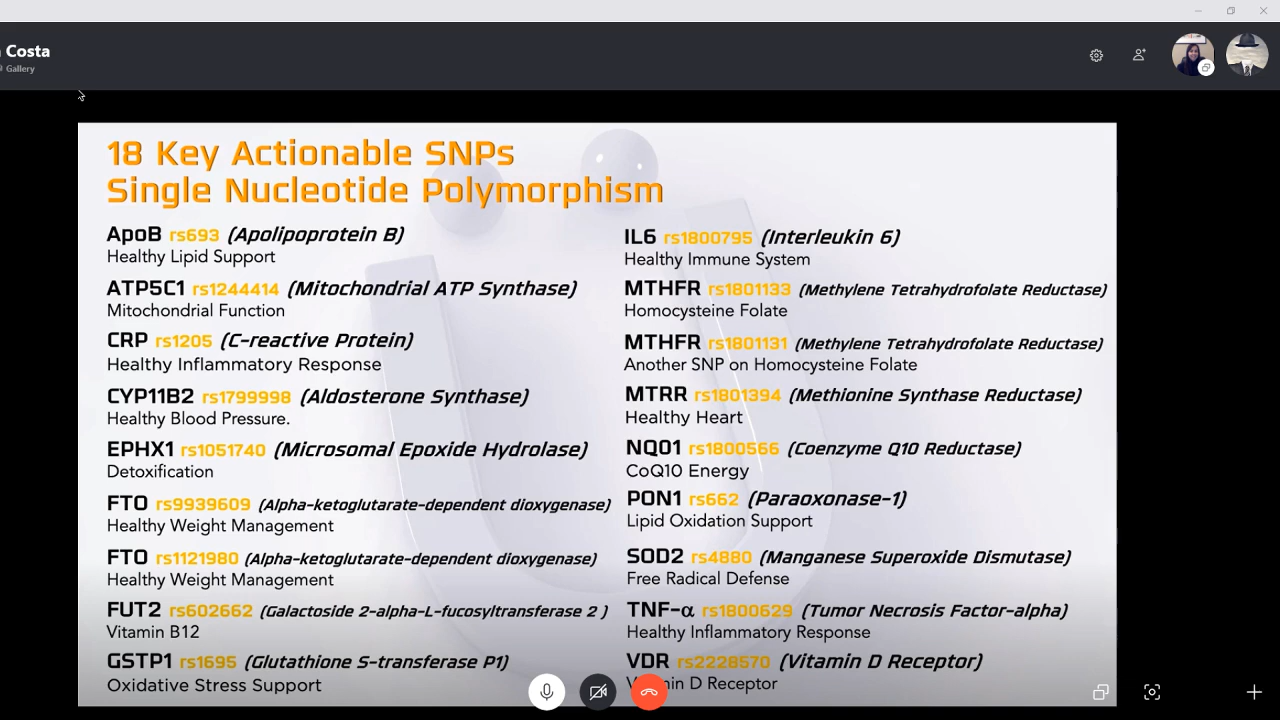 Costa
Gallery
18 Key Actionable SNPs
Single Nucleotide Polymorphism
ApoB rs693 (Apolipoprotein B)
Healthy Lipid Support
ATP5C1 rs1244414 (Mitochondrial ATP Synthase)
Mitochondrial Function
CRP rs1205 (C-reactive Protein)
Healthy Inflammatory Response
CYP11B2 rs1799998 (Aldosterone Synthase)
Healthy Blood Pressure.
EPHX1 rs1051740 (Microsomal Epoxide Hydrolase)
Detoxification
FTO rs9939609 (Alpha-ketoglutarate-dependent dioxygenase)
Healthy Weight Management
FTO rs1121980 (Alpha-ketoglutarate-dependent dioxygenase)
Healthy Weight Management
FUT2 rs602662 (Galactoside 2-alpha-L-fucosyltransferase 2 )
Vitamin B12
GSTP1 rs1695 (Glutathione S-transferase P1)
Oxidative Stress Support
IL6 rs1800795 (Interleukin 6)
Healthy Immune System
MTHFR rs1801133 (Methylene Tetrahydrofolate Reductase)
Homocysteine Folate
MTHFR rs1801131 (Methylene Tetrahydrofolate Reductase)
Another SNP on Homocysteine Folate
MTRR rs1801394 (Methionine Synthase Reductase)
Healthy Heart
NQ01 rs1800566 (Coenzyme Q10 Reductase)
CoQ10 Energy
PON1 rs662 (Paraoxonase-1)
Lipid Oxidation Support
SOD2 rs4880 (Manganese Superoxide Dismutase)
Free Radical Defense
TNF-α rs1800629 (Tumor Necrosis Factor-alpha)
Healthy Inflammatory Response
VDR rs2228570 (Vitamin D Receptor)
D Receptor